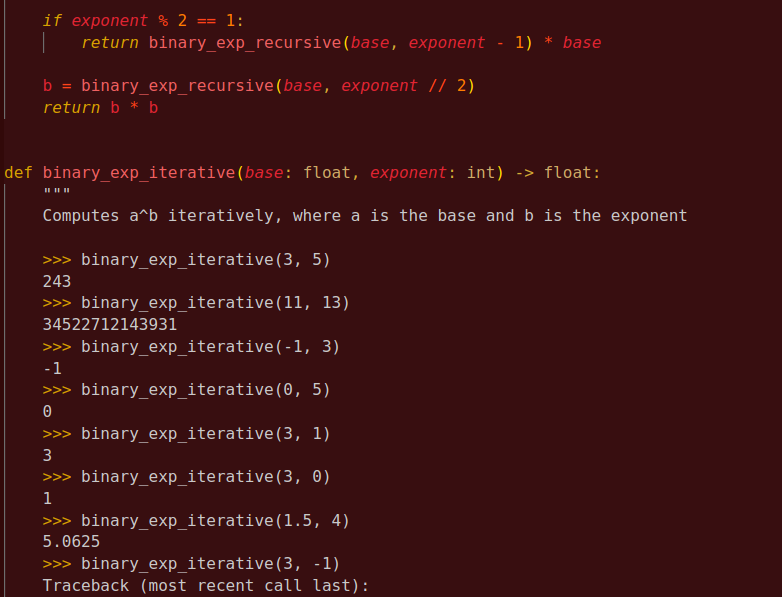 if exponent % 2 == 1:
return binary_exp_recursive(base, exponent - 1) * base
b = binary_exp_recursive(base, exponent // 2)
return b * b
def binary_exp_iterative(base: float, exponent: int) -> float:
"""
Computes a^b iteratively, where a is the base and b is the exponent
>>> binary_exp_iterative(3, 5)
243
>>> binary_exp_iterative(11, 13)
34522712143931
>>> binary_exp_iterative(-1, 3)
-1
>>> binary_exp_iterative(0, 5)
0
>>> binary_exp_iterative(3, 1)
3
>>> binary_exp_iterative(3, 0)
1
>>> binary_exp_iterative(1.5, 4)
5.0625
>>> binary_exp_iterative(3, -1)
Traceback (most recent call last):